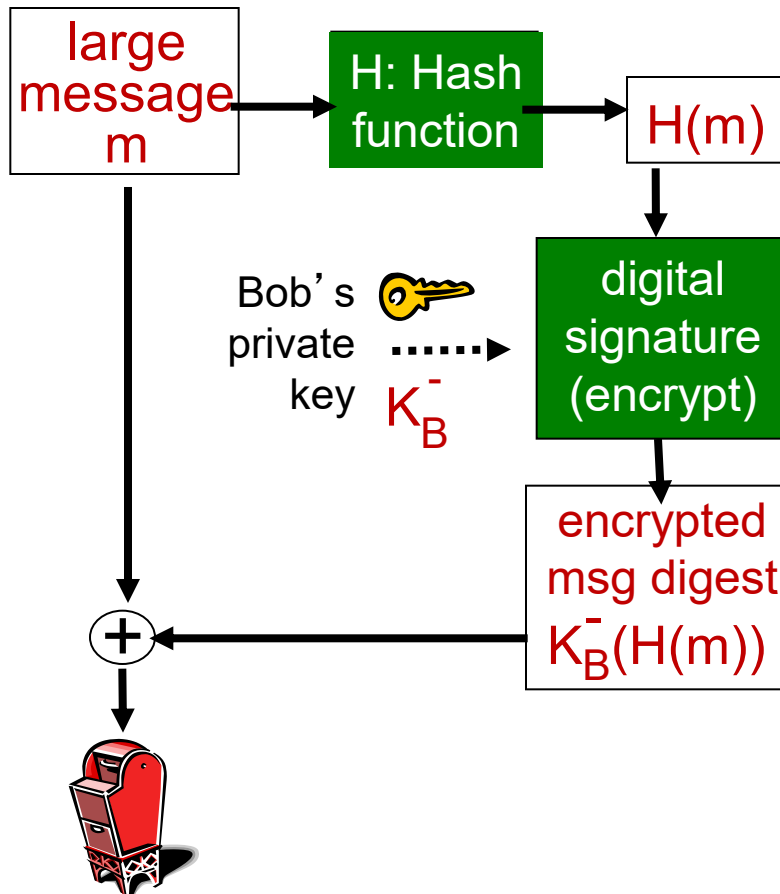 large
message
m
H: Hash
function
H(m)
Bob's
private
key
K_B^-
digital
signature
(encrypt)
encrypted
msg digest
K_B^-(H(m))
+